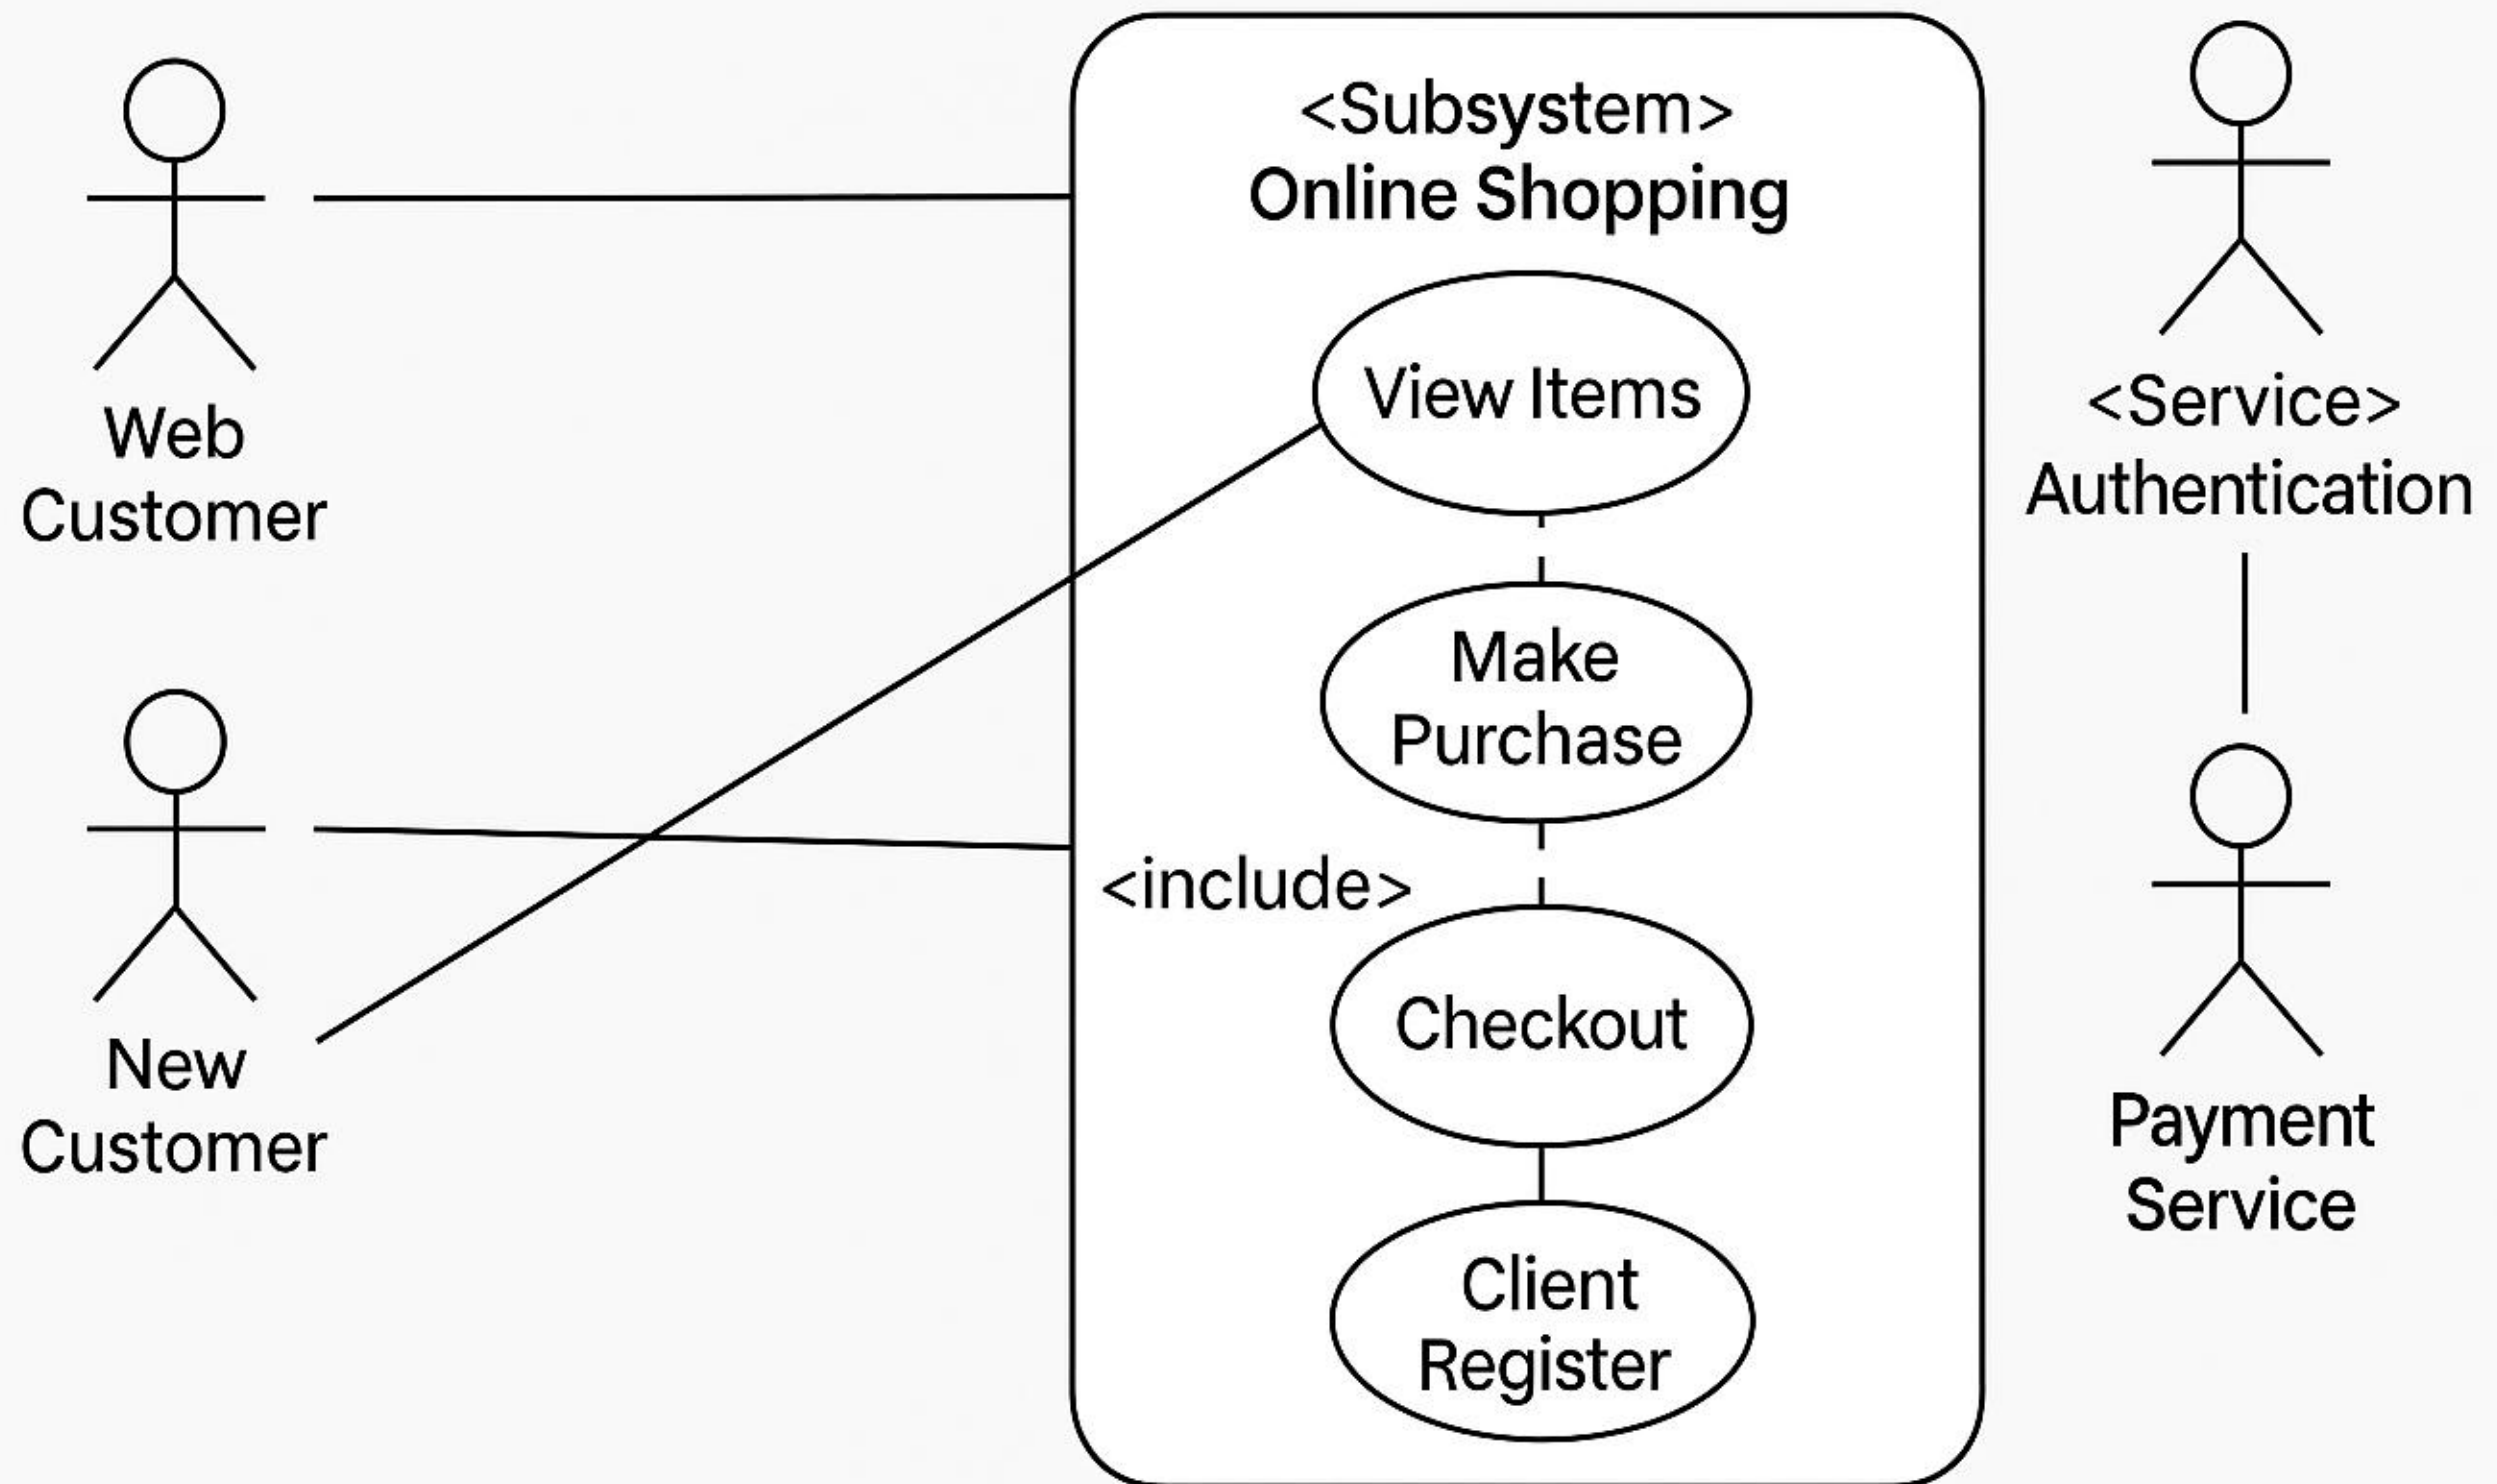 <Subsystem>
Online Shopping
View Items
Make
Purchase
<include>
Checkout
Client
Register
Web
Customer
New
Customer
<Service>
Authentication
Payment
Service